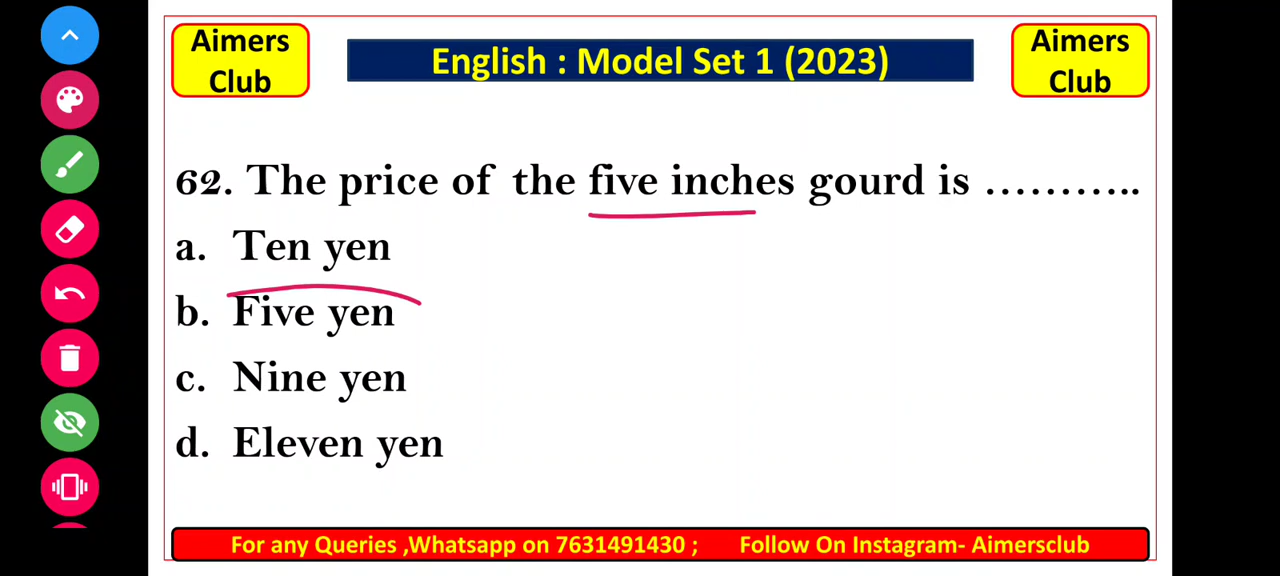 Aimers
Club
English : Model Set 1 (2023)
Aimers
Club
62. The price of the five inches gourd is ………..
a. Ten yen
b. Five yen
c. Nine yen
d. Eleven yen
For any Queries ,Whatsapp on 7631491430 ; Follow On Instagram- Aimersclub